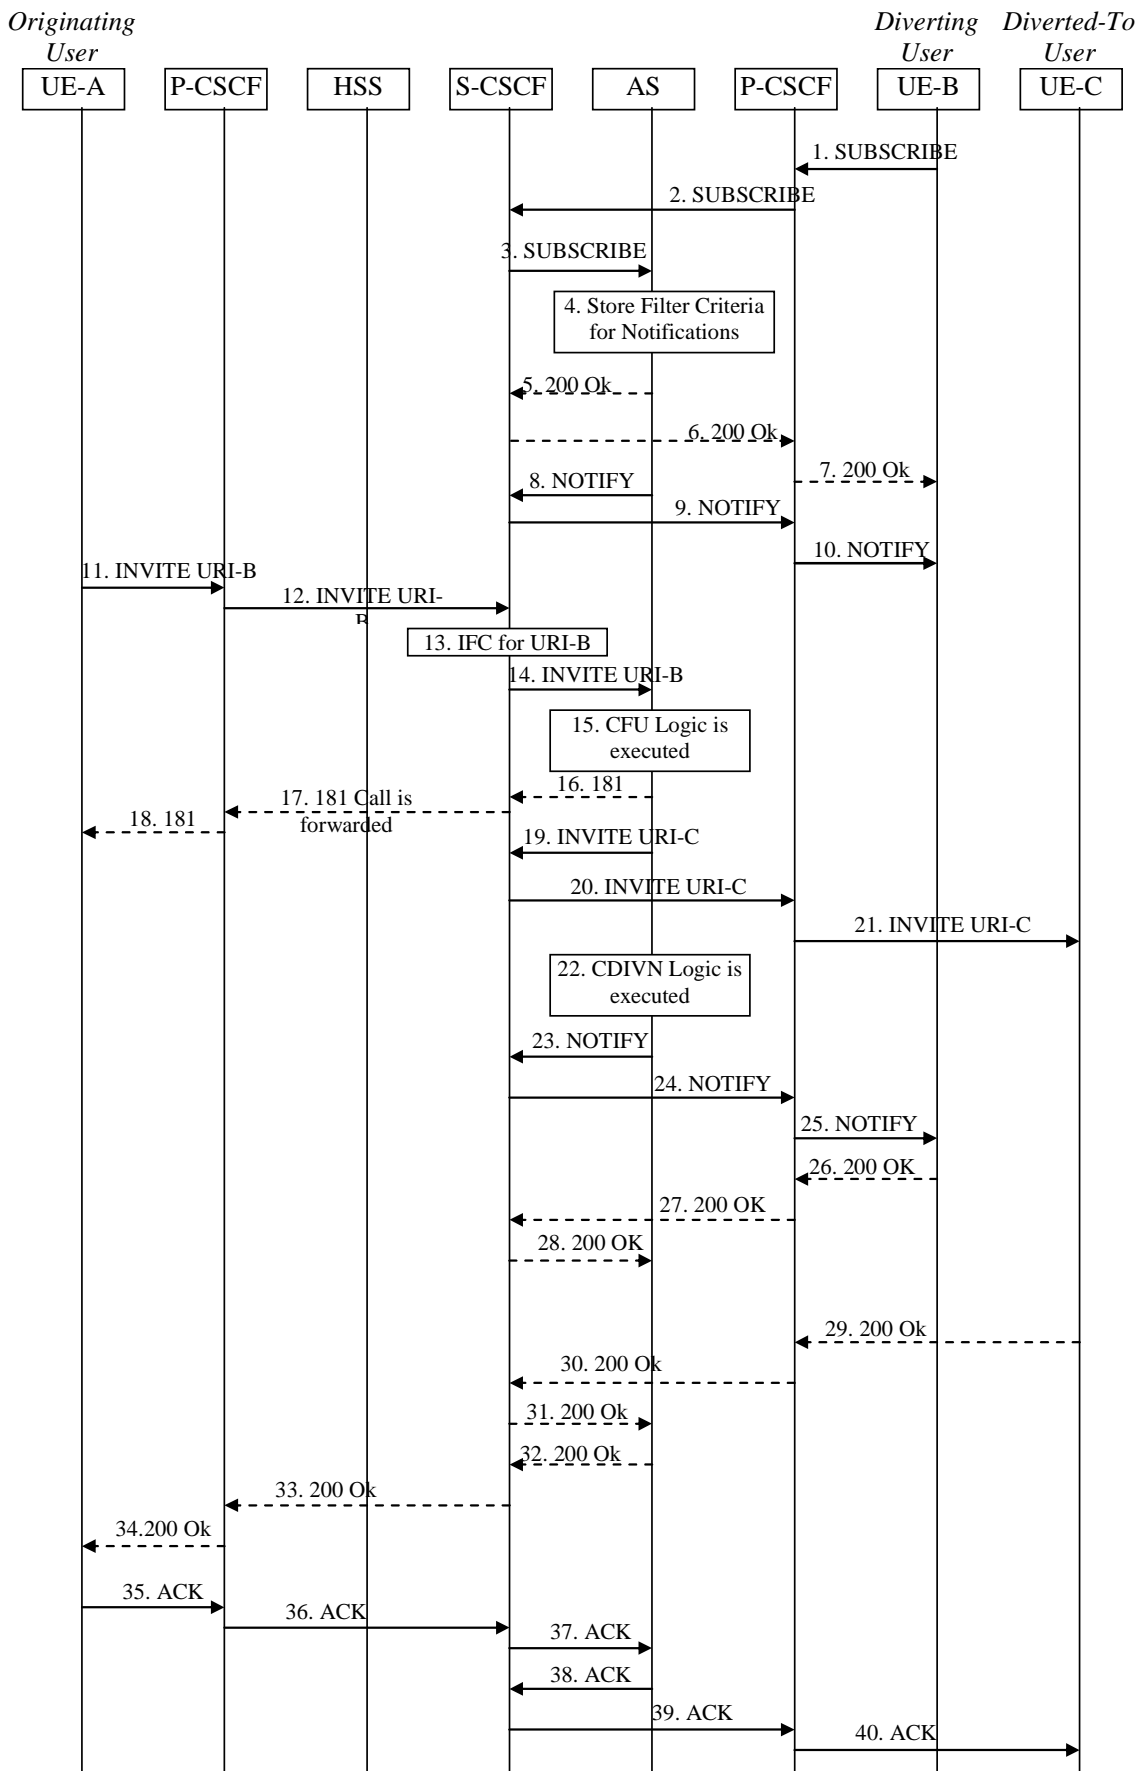 Originating
User
Diverting
User
Diverted-To
User
UE-A
P-CSCF
HSS
S-CSCF
AS
P-CSCF
UE-B
UE-C
1. SUBSCRIBE
2. SUBSCRIBE
3. SUBSCRIBE
4. Store Filter Criteria
for Notifications
5. 200 Ok
6. 200 Ok
7. 200 Ok
8. NOTIFY
9. NOTIFY
10. NOTIFY
11. INVITE URI-B
12. INVITE URI-
B
13. IFC for URI-B
14. INVITE URI-B
15. CFU Logic is
executed
16. 181
17. 181 Call is
forwarded
18. 181
19. INVITE URI-C
20. INVITE URI-C
21. INVITE URI-C
22. CDIVN Logic is
executed
23. NOTIFY
24. NOTIFY
25. NOTIFY
26. 200 OK
27. 200 OK
28. 200 OK
29. 200 Ok
30. 200 Ok
31. 200 Ok
32. 200 Ok
33. 200 Ok
34.200 Ok
35. ACK
36. ACK
37. ACK
38. ACK
39. ACK
40. ACK